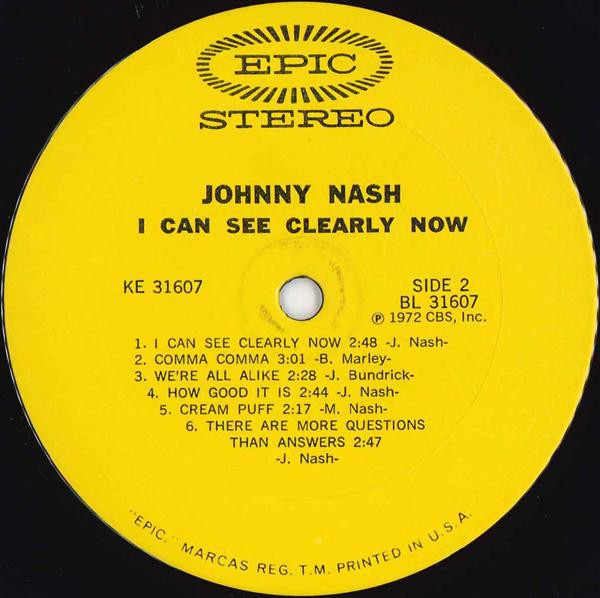 EPIC
STEREO
JOHNNY NASH
I CAN SEE CLEARLY NOW
KE 31607
SIDE 2
BL 31607
Ⓟ 1972 CBS, Inc.
1. I CAN SEE CLEARLY NOW 2:48 -J. Nash-
2. COMMA COMMA 3:01 -B. Marley-
3. WE'RE ALL ALIKE 2:28 -J. Bundrick-
4. HOW GOOD IT IS 2:44 -J. Nash-
5. CREAM PUFF 2:17 -M. Nash-
6. THERE ARE MORE QUESTIONS
THAN ANSWERS 2:47
-J. Nash-
"EPIC," MARCAS REG. T.M. PRINTED IN U.S.A.